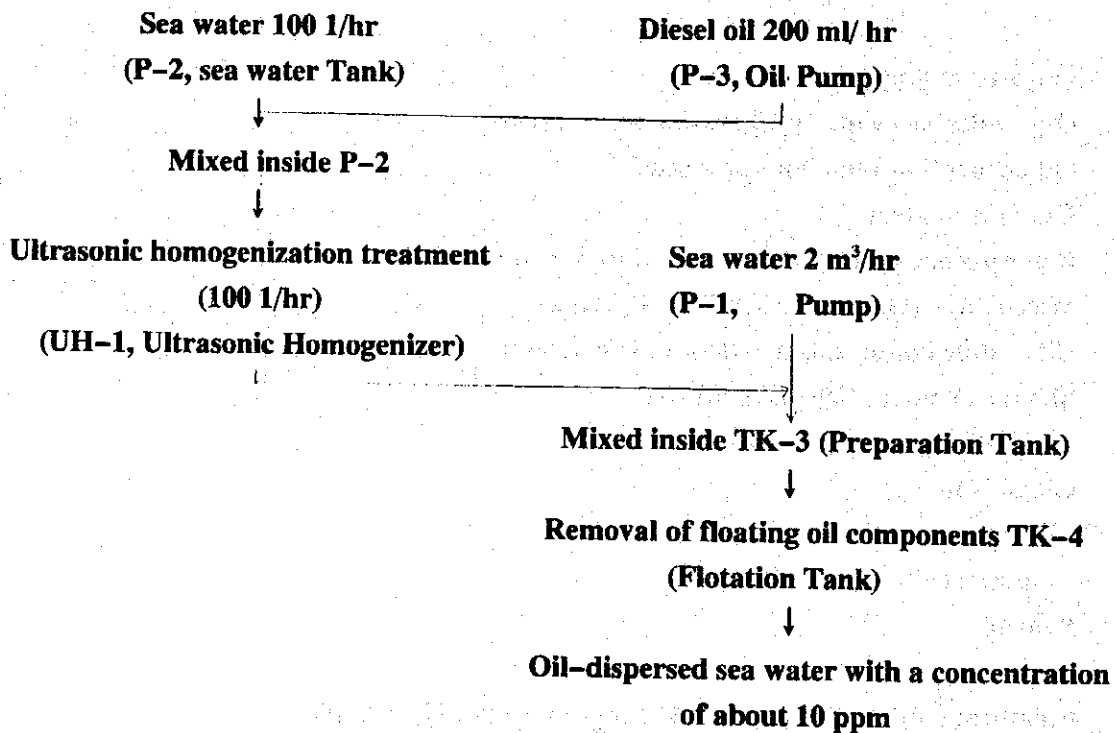 Sea water 100 1/hr
(P-2, sea water Tank)
Diesel oil 200 ml/ hr
(P-3, Oil Pump)
Mixed inside P-2
Ultrasonic homogenization treatment
(100 1/hr)
(UH-1, Ultrasonic Homogenizer)
Sea water 2 m³/hr
(P-1, Pump)
Mixed inside TK-3 (Preparation Tank)
Removal of floating oil components TK-4
(Flotation Tank)
Oil-dispersed sea water with a concentration
of about 10 ppm